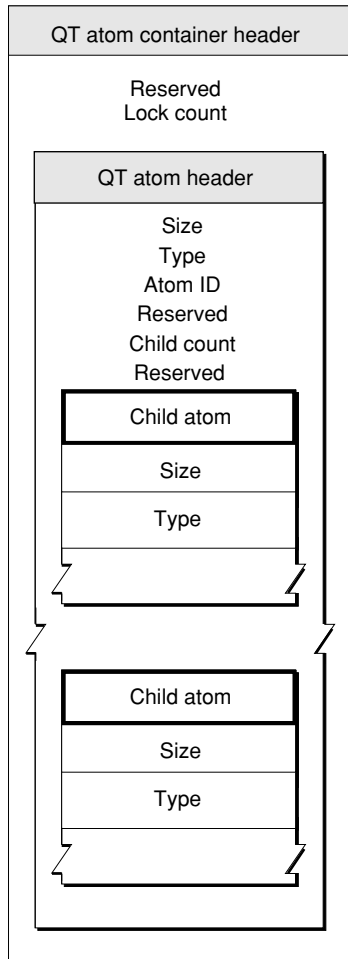 QT atom container header
Reserved
Lock count
QT atom header
Size
Type
Atom ID
Reserved
Child count
Reserved
Child atom
Size
Type
Child atom
Size
Type